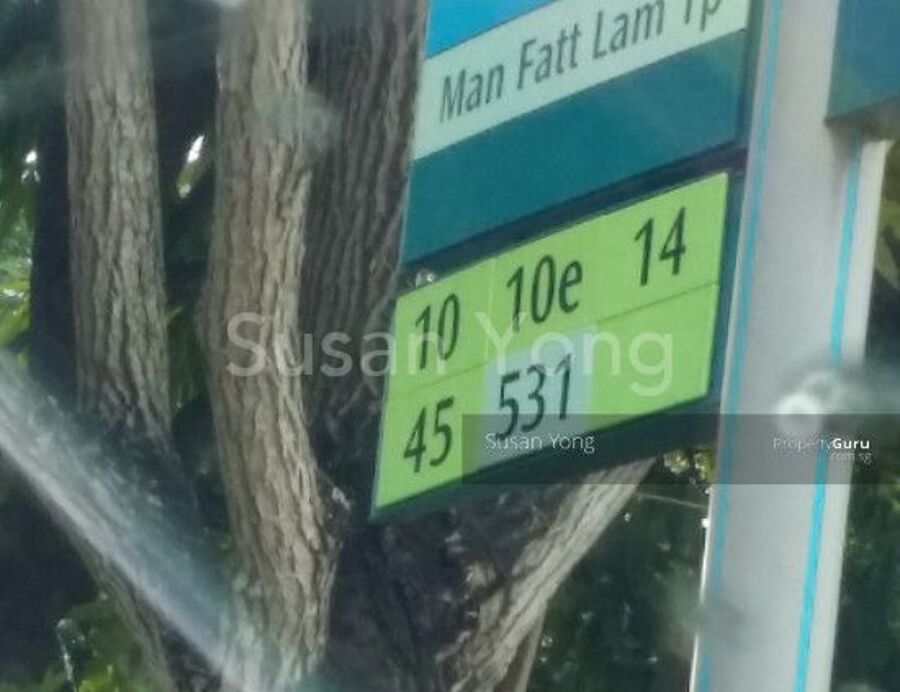 Man Fatt Lam Tp
10 10e 14
Susan Yong
45 531
Susan Yong
PropertyGuru
com.sg